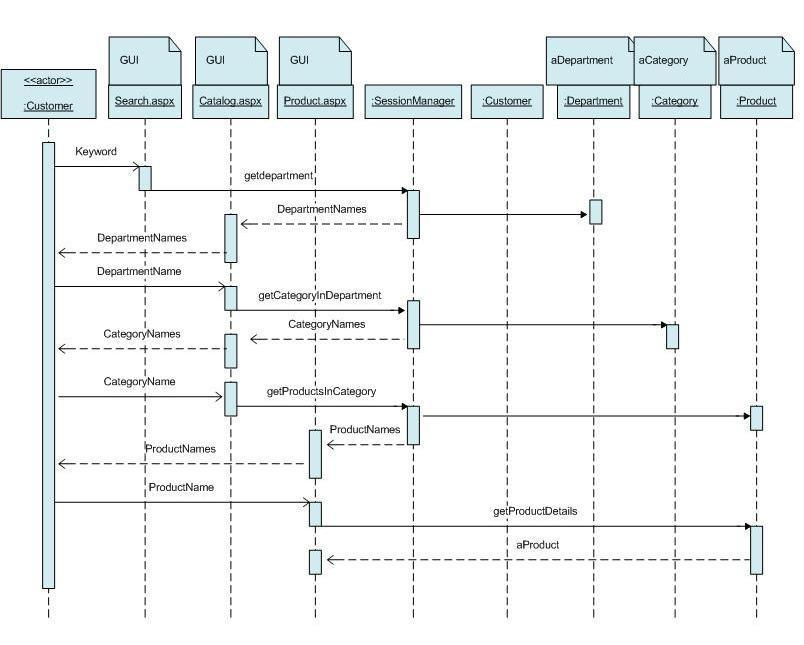 GUI
GUI
GUI
aDepartment
aCategory
aProduct
<<actor>>
:Customer
Search.aspx
Catalog.aspx
Product.aspx
:SessionManager
:Customer
:Department
:Category
:Product
Keyword
getdepartment
DepartmentNames
DepartmentNames
DepartmentName
getCategoryInDepartment
CategoryNames
CategoryNames
CategoryName
getProductsInCategory
ProductNames
ProductNames
ProductName
getProductDetails
aProduct